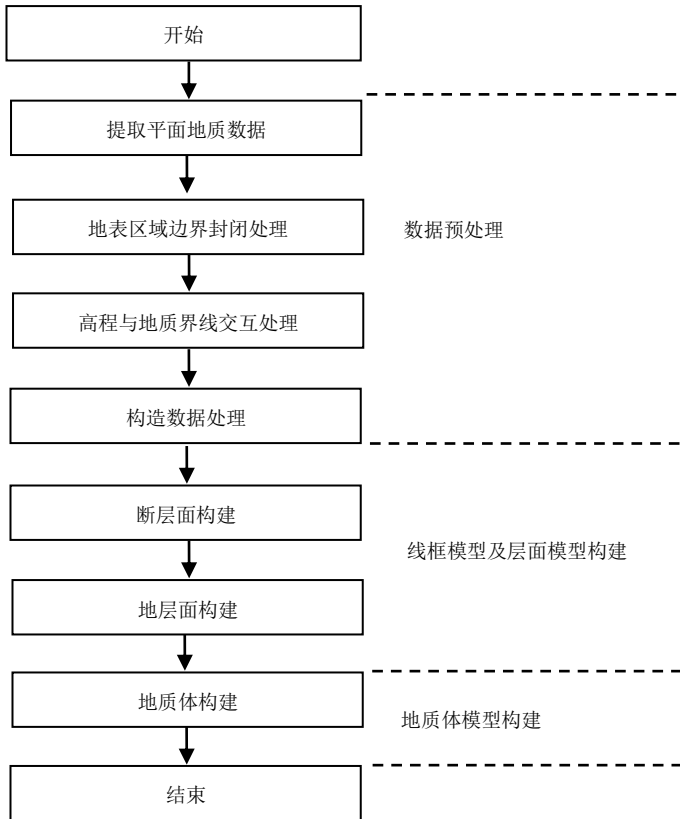 开始
提取平面地质数据
地表区域边界封闭处理
数据预处理
高程与地质界线交互处理
构造数据处理
断层面构建
线框模型及层面模型构建
地层面构建
地质体构建
地质体模型构建
结束